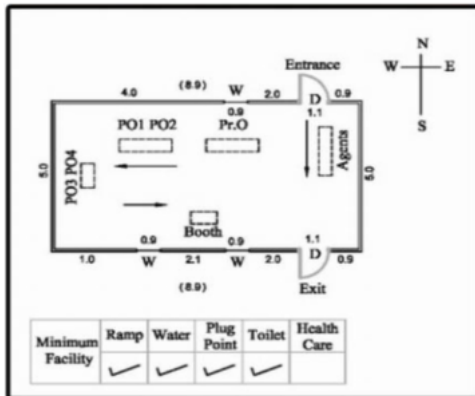 N
Entrance
(8.9)
W
W E
4.0 0.9 2.0 D 0.9
1.1
S
PO1 PO2 Pr.O
Agents
5.0 PO3 PO4 5.0
Booth
0.9 0.9 1.1
1.0 W 2.1 W 2.0 D 0.9
(8.9)
Exit
Minimum Facility
Ramp Water Plug Point Toilet Health Care